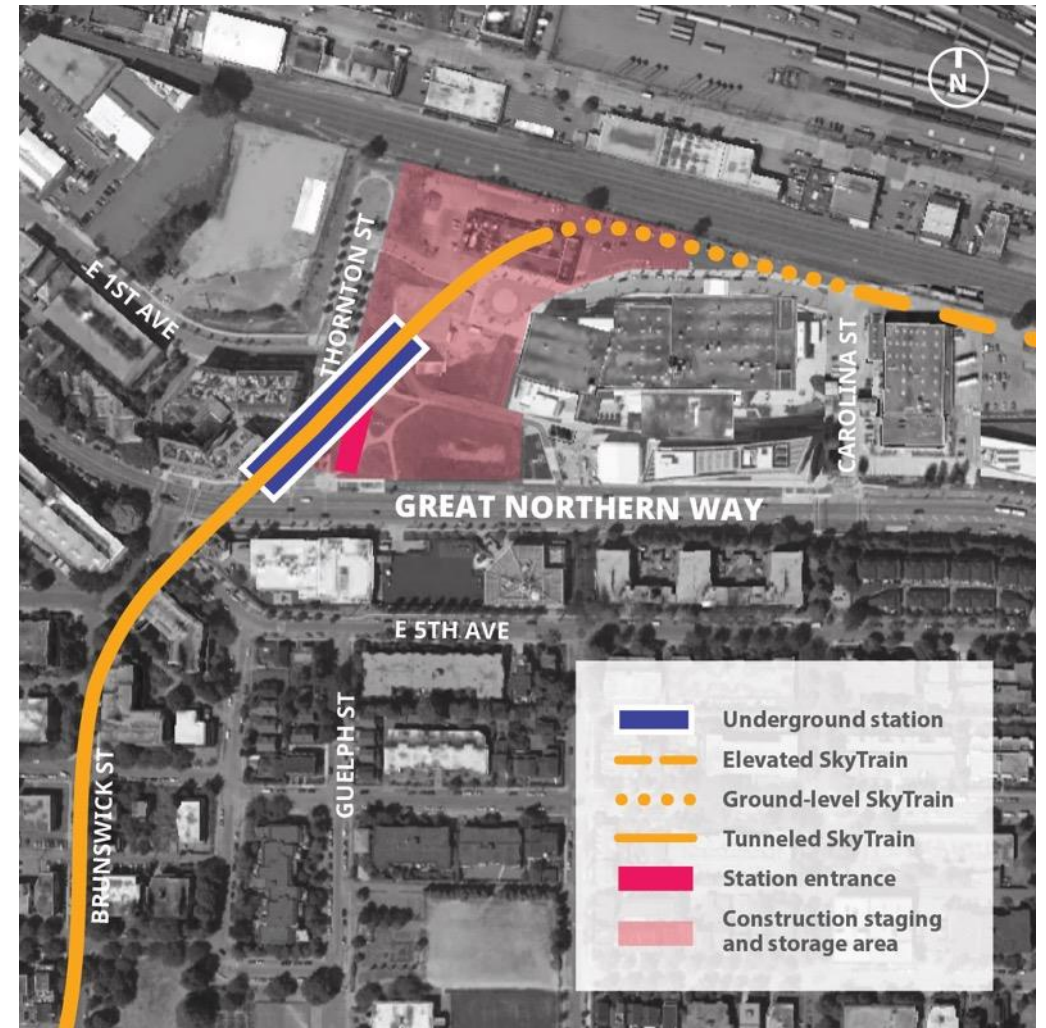 N
E 1ST AVE
THORNTON ST
CAROLINA ST
GREAT NORTHERN WAY
E 5TH AVE
GUELPH ST
BRUNSWICK ST
Underground station
Elevated SkyTrain
Ground-level SkyTrain
Tunneled SkyTrain
Station entrance
Construction staging
and storage area